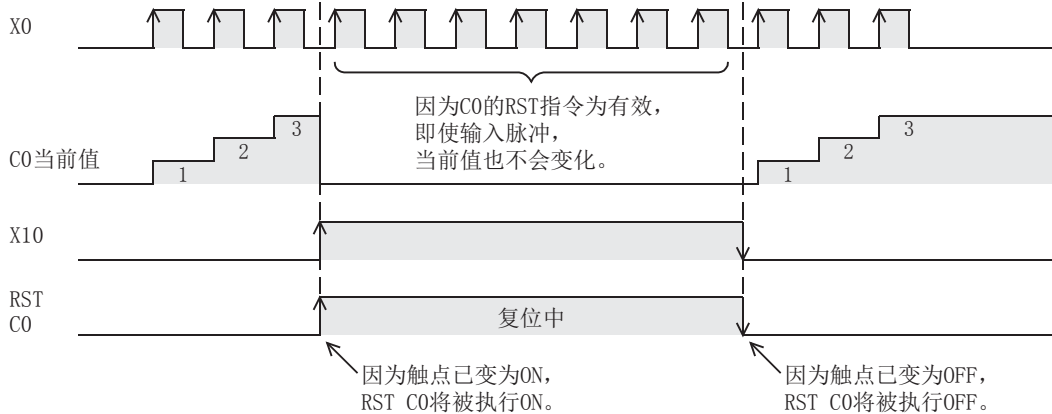 X0
因为C0的RST指令为有效，
即使输入脉冲，
当前值也不会变化。
C0当前值
1
2
3
1
2
3
X10
RST
C0
复位中
因为触点已变为ON，
RST C0将被执行ON。
因为触点已变为OFF，
RST C0将被执行OFF。